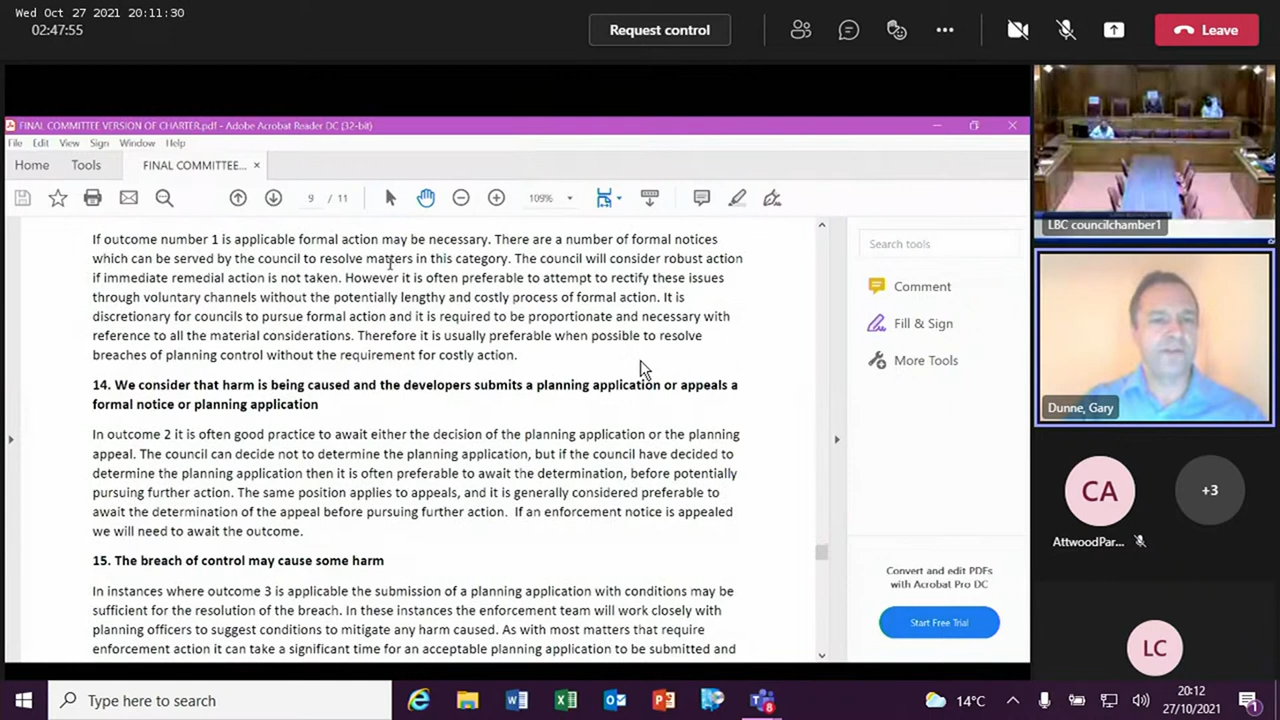 Wed Oct 27 2021 20:11:30
02:47:55
Request control
Leave
FINAL COMMITTEE VERSION OF CHARTER.pdf - Adobe Acrobat Reader DC (32-bit)
File Edit View Sign Window Help
Home Tools FINAL COMMITTEE... ×
9 / 11
109%
If outcome number 1 is applicable formal action may be necessary. There are a number of formal notices
which can be served by the council to resolve matters in this category. The council will consider robust action
if immediate remedial action is not taken. However it is often preferable to attempt to rectify these issues
through voluntary channels without the potentially lengthy and costly process of formal action. It is
discretionary for councils to pursue formal action and it is required to be proportionate and necessary with
reference to all the material considerations. Therefore it is usually preferable when possible to resolve
breaches of planning control without the requirement for costly action.
14. We consider that harm is being caused and the developers submits a planning application or appeals a
formal notice or planning application
In outcome 2 it is often good practice to await either the decision of the planning application or the planning
appeal. The council can decide not to determine the planning application, but if the council have decided to
determine the planning application then it is often preferable to await the determination, before potentially
pursuing further action. The same position applies to appeals, and it is generally considered preferable to
await the determination of the appeal before pursuing further action. If an enforcement notice is appealed
we will need to await the outcome.
15. The breach of control may cause some harm
In instances where outcome 3 is applicable the submission of a planning application with conditions may be
sufficient for the resolution of the breach. In these instances the enforcement team will work closely with
planning officers to suggest conditions to mitigate any harm caused. As with most matters that require
enforcement action it can take a significant time for an acceptable planning application to be submitted and
Search tools
Comment
Fill & Sign
More Tools
Convert and edit PDFs
with Acrobat Pro DC
Start Free Trial
LBC councilchamber1
Dunne, Gary
CA
AttwoodPar...
+3
LC
Type here to search
14°C
20:12
27/10/2021
1
8